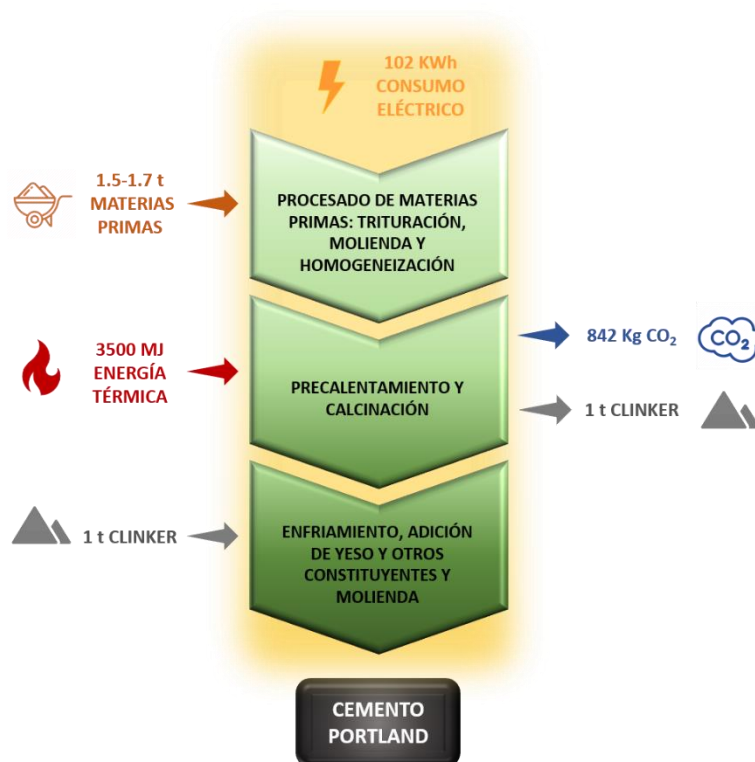 102 KWh
CONSUMO
ELÉCTRICO
1.5-1.7 t
MATERIAS
PRIMAS
PROCESADO DE MATERIAS
PRIMAS: TRITURACIÓN,
MOLIENDA Y
HOMOGENEIZACIÓN
3500 MJ
ENERGÍA
TÉRMICA
PRECALENTAMIENTO Y
CALCINACIÓN
842 Kg CO₂
CO₂
1 t CLINKER
1 t CLINKER
ENFRIAMIENTO, ADICIÓN
DE YESO Y OTROS
CONSTITUYENTES Y
MOLIENDA
CEMENTO
PORTLAND